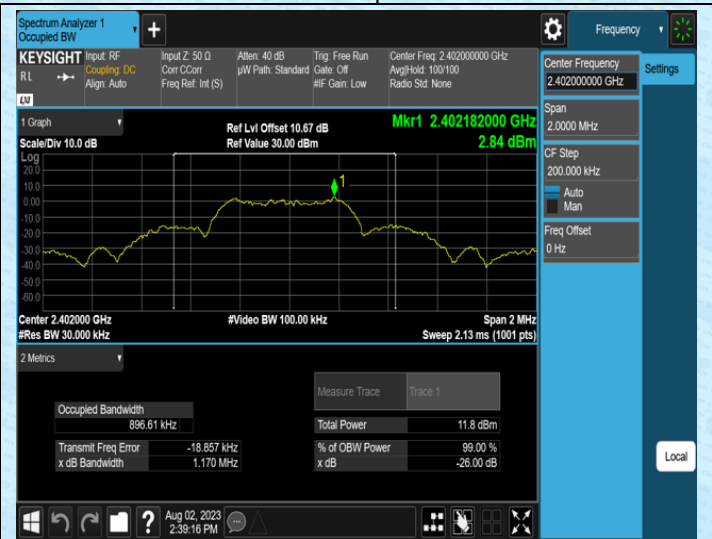 Spectrum Analyzer 1
Occupied BW
+
Frequency
KEYSIGHT
RL
LXI
Input: RF
Coupling: DC
Align: Auto
Input Z: 50 Ω
Corr CCorr
Freq Ref: Int (S)
Atten: 40 dB
µW Path: Standard
Trig: Free Run
Gate: Off
#IF Gain: Low
Center Freq: 2.402000000 GHz
Avg|Hold: 100/100
Radio Std: None
Center Frequency
2.402000000 GHz
Settings
Span
2.0000 MHz
CF Step
200.000 kHz
Auto
Man
Freq Offset
0 Hz
1 Graph
Scale/Div 10.0 dB
Ref Lvl Offset 10.67 dB
Ref Value 30.00 dBm
Mkr1 2.402182000 GHz
2.84 dBm
Log
20.0
10.0
0.00
-10.0
-20.0
-30.0
-40.0
-50.0
-60.0
1
Center 2.402000 GHz
#Res BW 30.000 kHz
#Video BW 100.00 kHz
Span 2 MHz
Sweep 2.13 ms (1001 pts)
2 Metrics
Measure Trace
Trace 1
Occupied Bandwidth
896.61 kHz
Total Power
11.8 dBm
Transmit Freq Error
-18.857 kHz
% of OBW Power
99.00 %
x dB Bandwidth
1.170 MHz
x dB
-26.00 dB
Local
?
Aug 02, 2023
2:39:16 PM